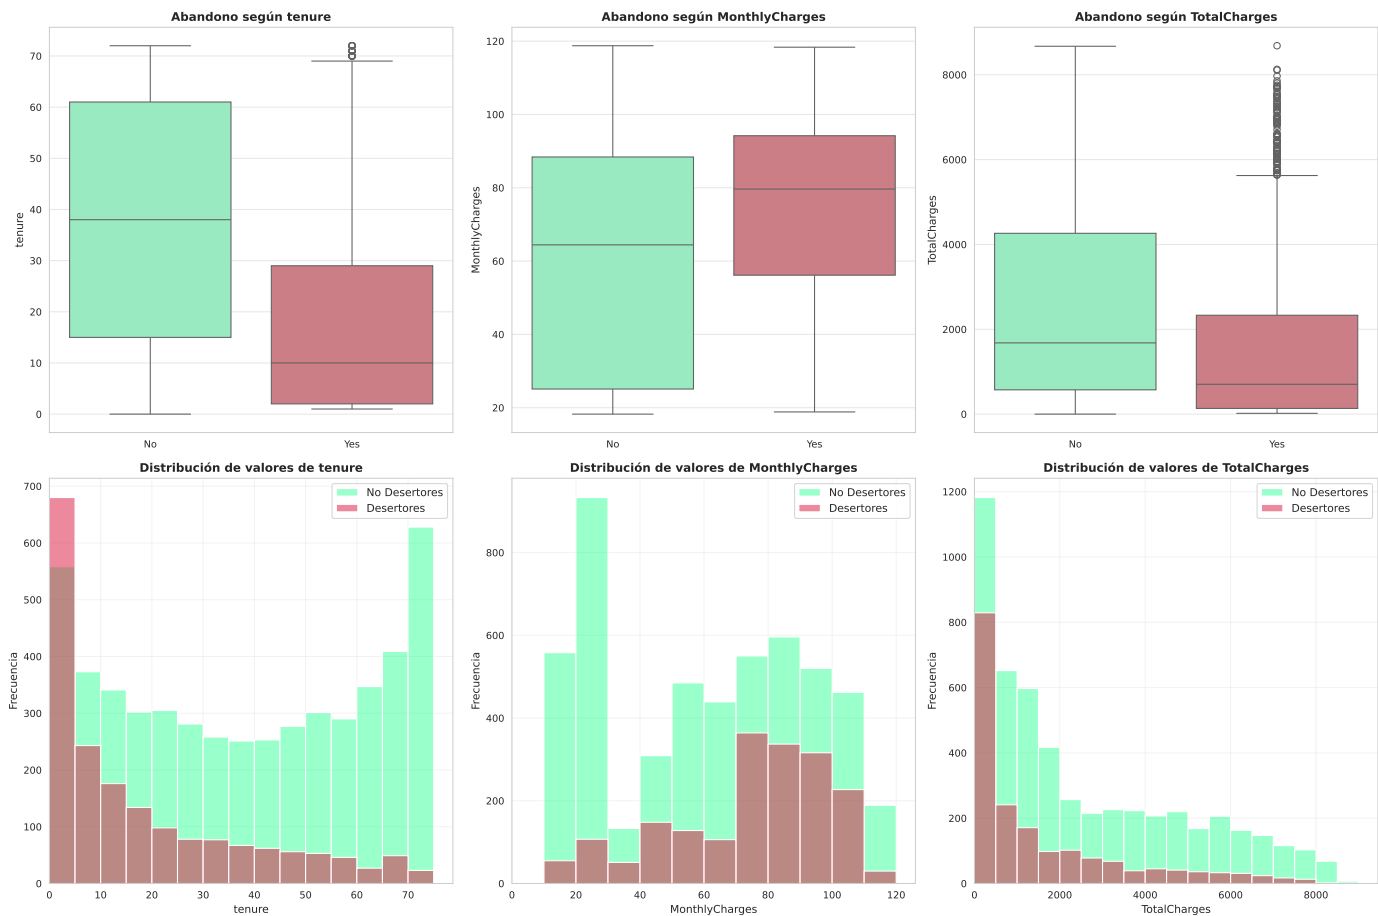 Abandono según tenure
tenure
70
60
50
40
30
20
10
0
No
Yes
Abandono según MonthlyCharges
MonthlyCharges
120
100
80
60
40
20
No
Yes
Abandono según TotalCharges
TotalCharges
8000
6000
4000
2000
0
No
Yes
Distribución de valores de tenure
Frecuencia
700
600
500
400
300
200
100
0
No Desertores
Desertores
0 10 20 30 40 50 60 70
tenure
Distribución de valores de MonthlyCharges
Frecuencia
800
600
400
200
0
No Desertores
Desertores
0 20 40 60 80 100 120
MonthlyCharges
Distribución de valores de TotalCharges
Frecuencia
1200
1000
800
600
400
200
0
No Desertores
Desertores
0 2000 4000 6000 8000
TotalCharges